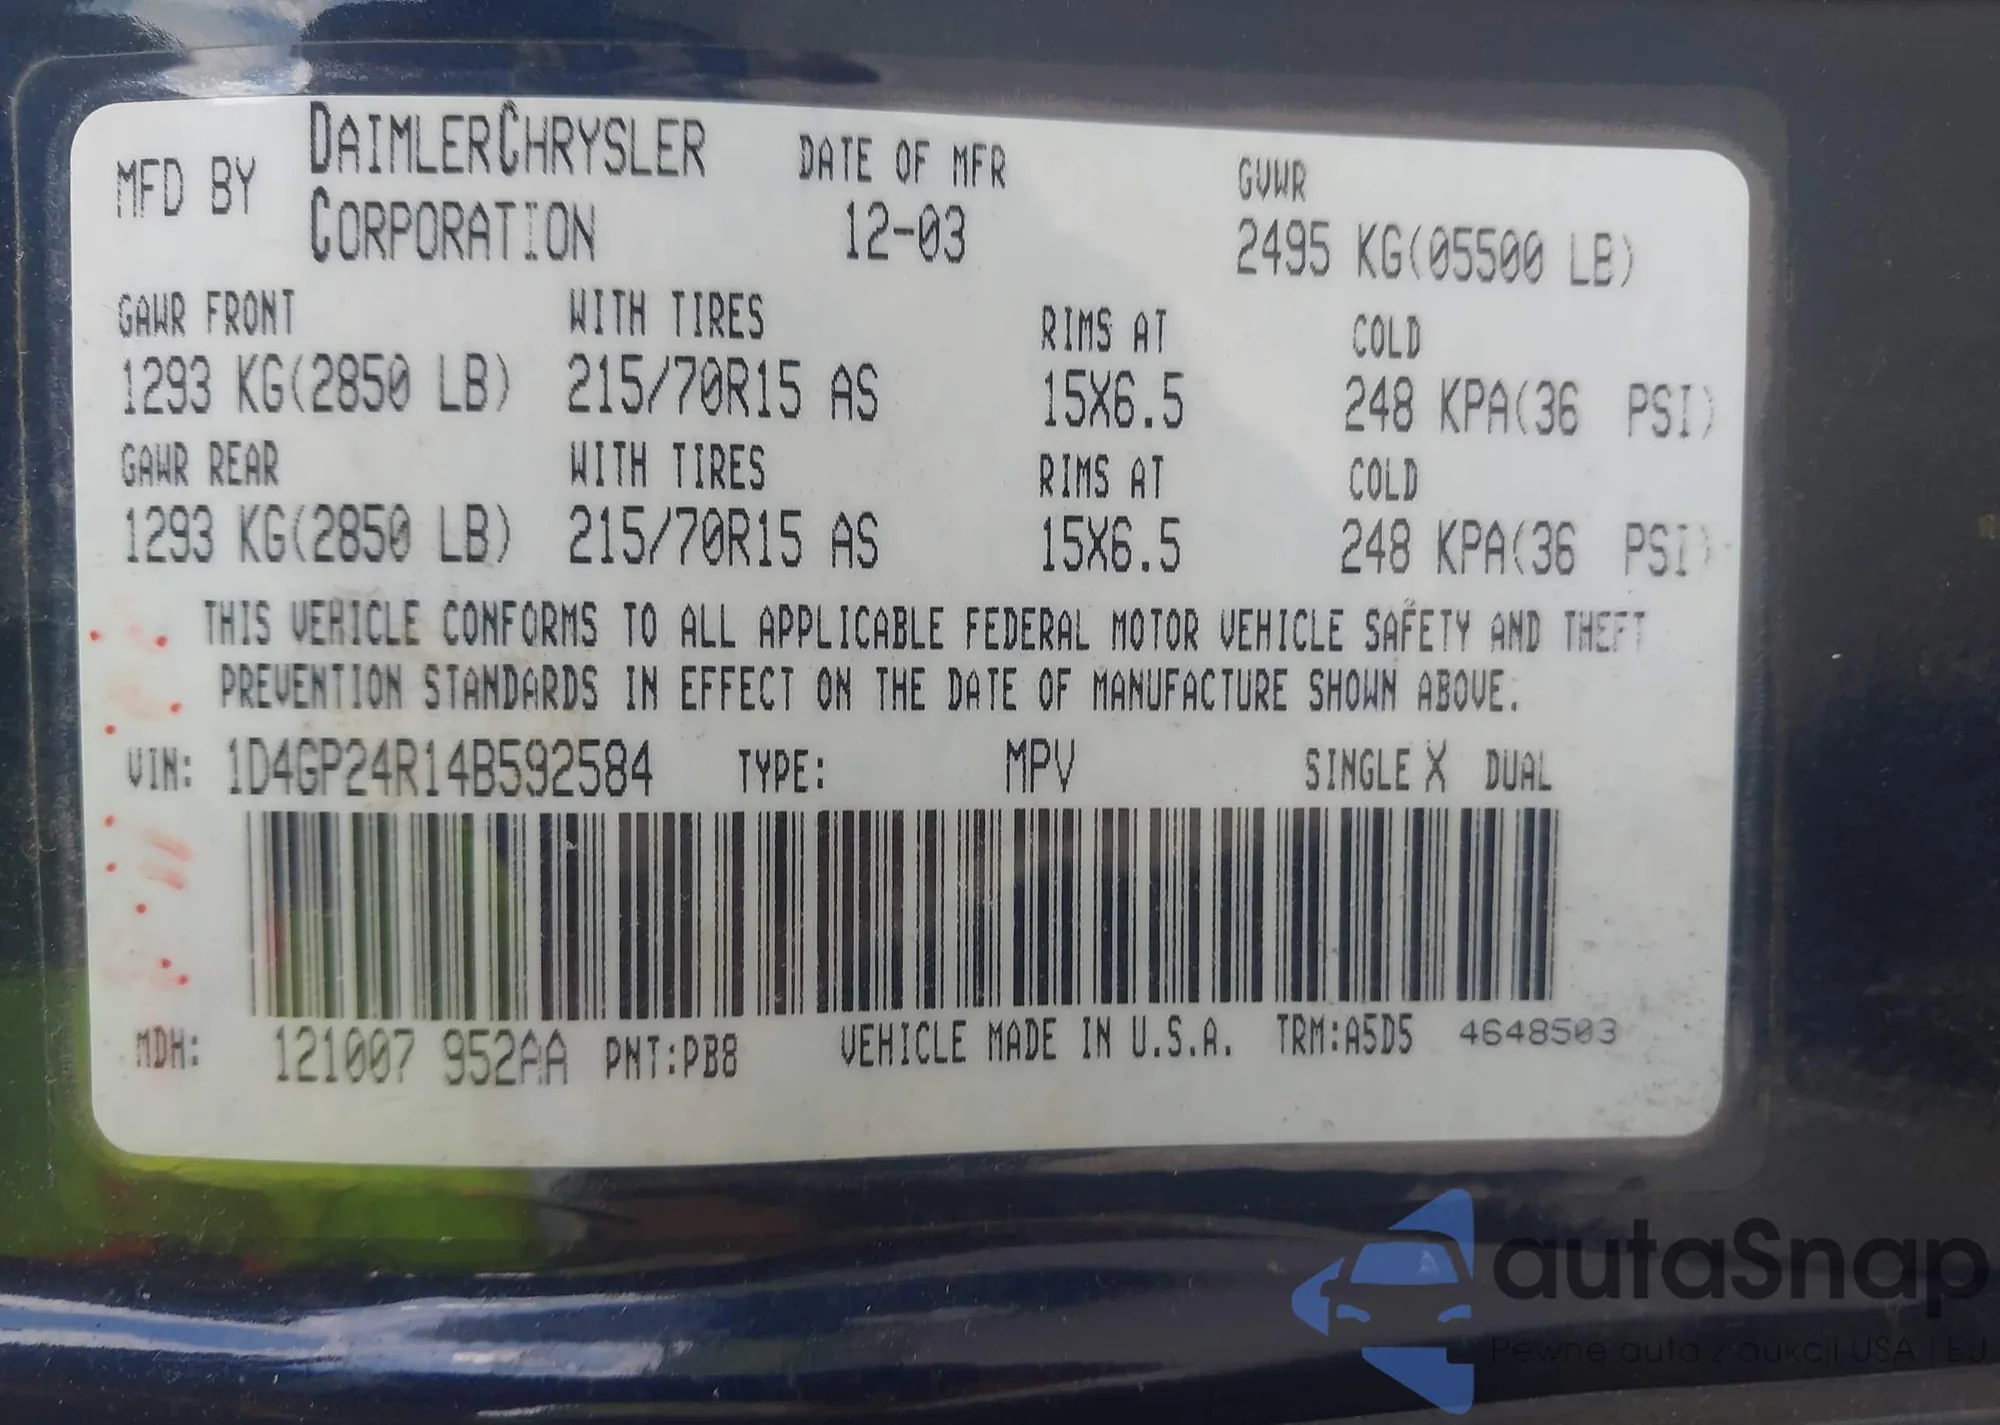 MFD BY DAIMLERCHRYSLER CORPORATION
DATE OF MFR
12-03
GVWR
2495 KG(05500 LB)
GAWR FRONT WITH TIRES RIMS AT COLD
1293 KG(2850 LB) 215/70R15 AS 15X6.5 248 KPA(36 PSI)
GAWR REAR WITH TIRES RIMS AT COLD
1293 KG(2850 LB) 215/70R15 AS 15X6.5 248 KPA(36 PSI)
THIS VEHICLE CONFORMS TO ALL APPLICABLE FEDERAL MOTOR VEHICLE SAFETY AND THEFT
PREVENTION STANDARDS IN EFFECT ON THE DATE OF MANUFACTURE SHOWN ABOVE.
VIN: 1D4GP24R14B592584 TYPE: MPV SINGLE X DUAL
MDH: 121007 952AA PNT:PB8 VEHICLE MADE IN U.S.A. TRM:A5D5 4648503
autaSnap
Pewne auta z aukcji USA i EU